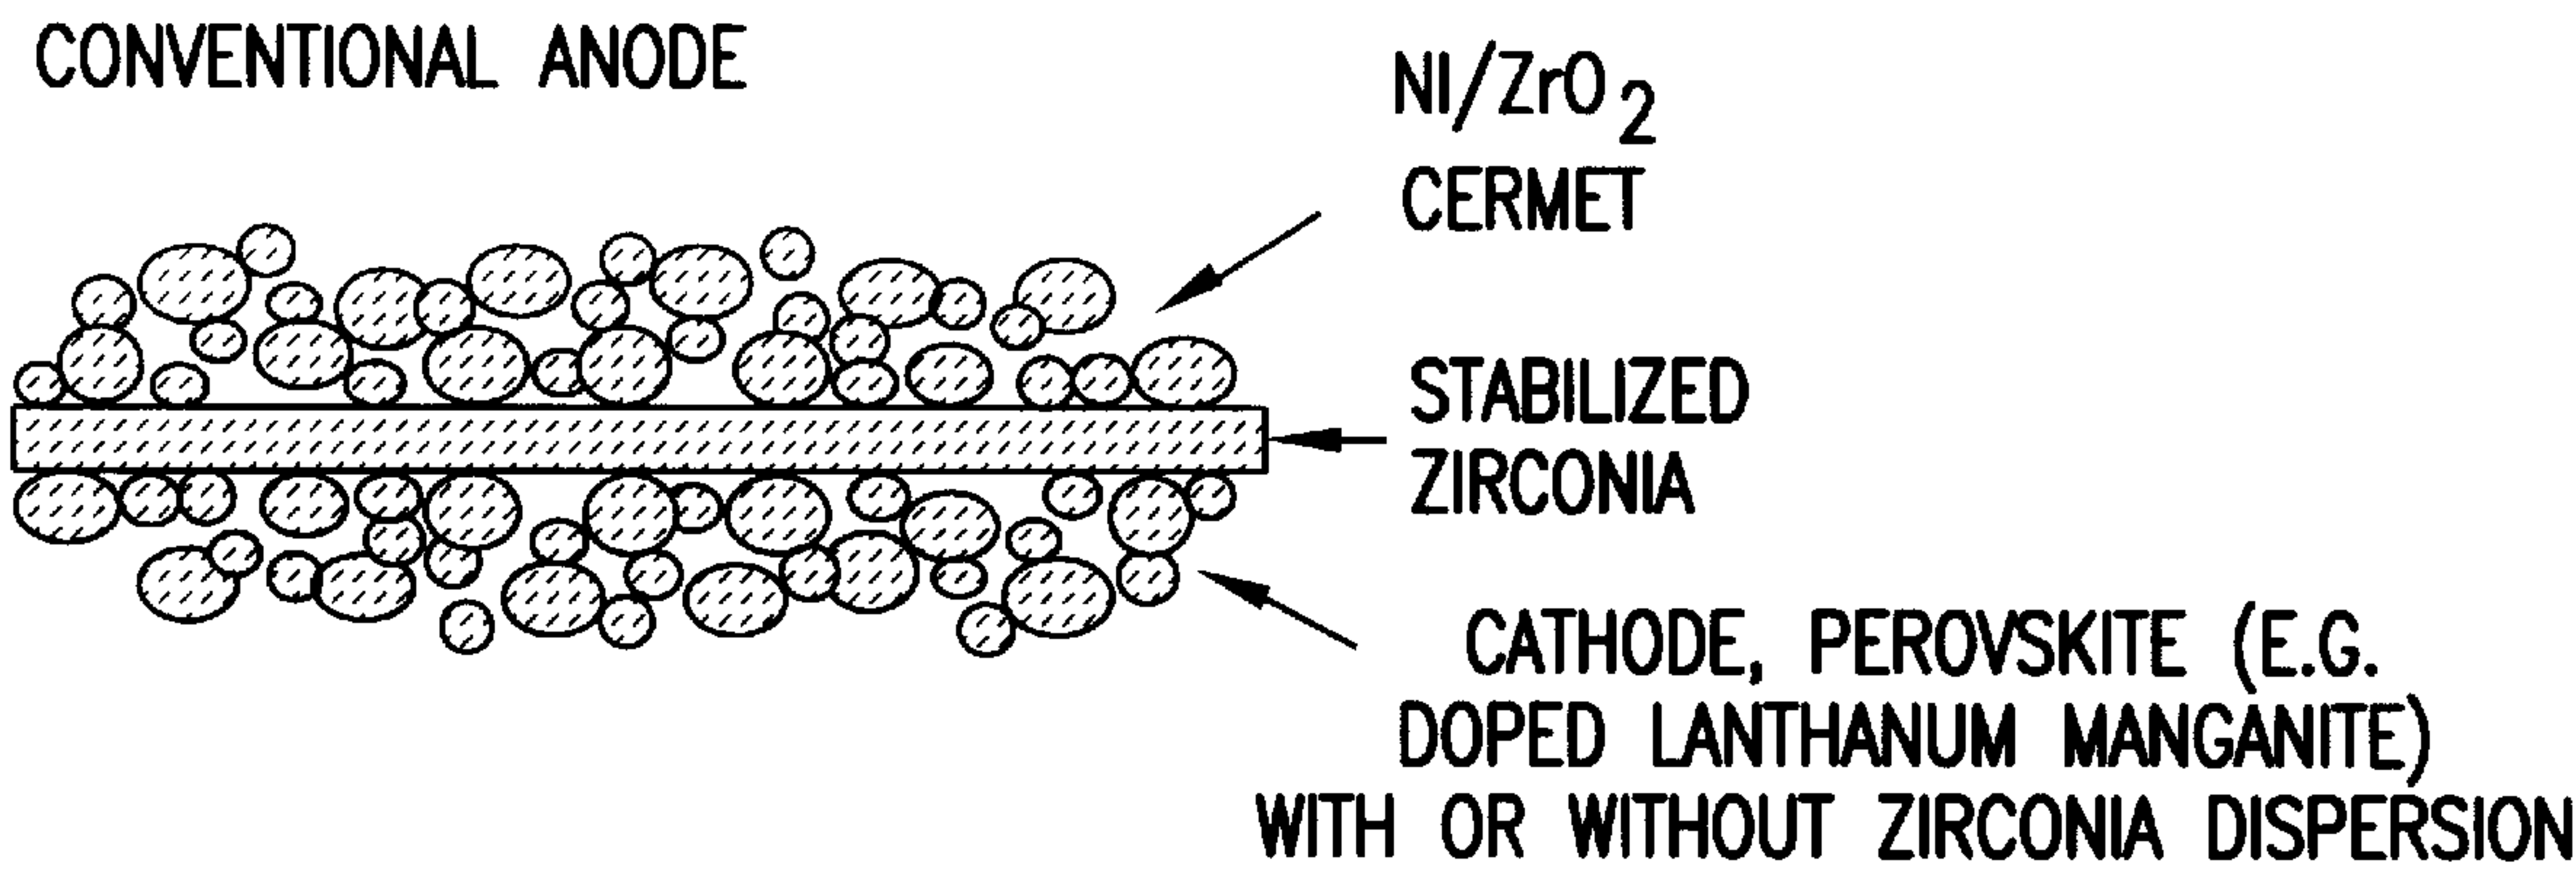 CONVENTIONAL ANODE
NI/ZrO2
CERMET
STABILIZED
ZIRCONIA
CATHODE, PEROVSKITE (E.G.
DOPED LANTHANUM MANGANITE)
WITH OR WITHOUT ZIRCONIA DISPERSION